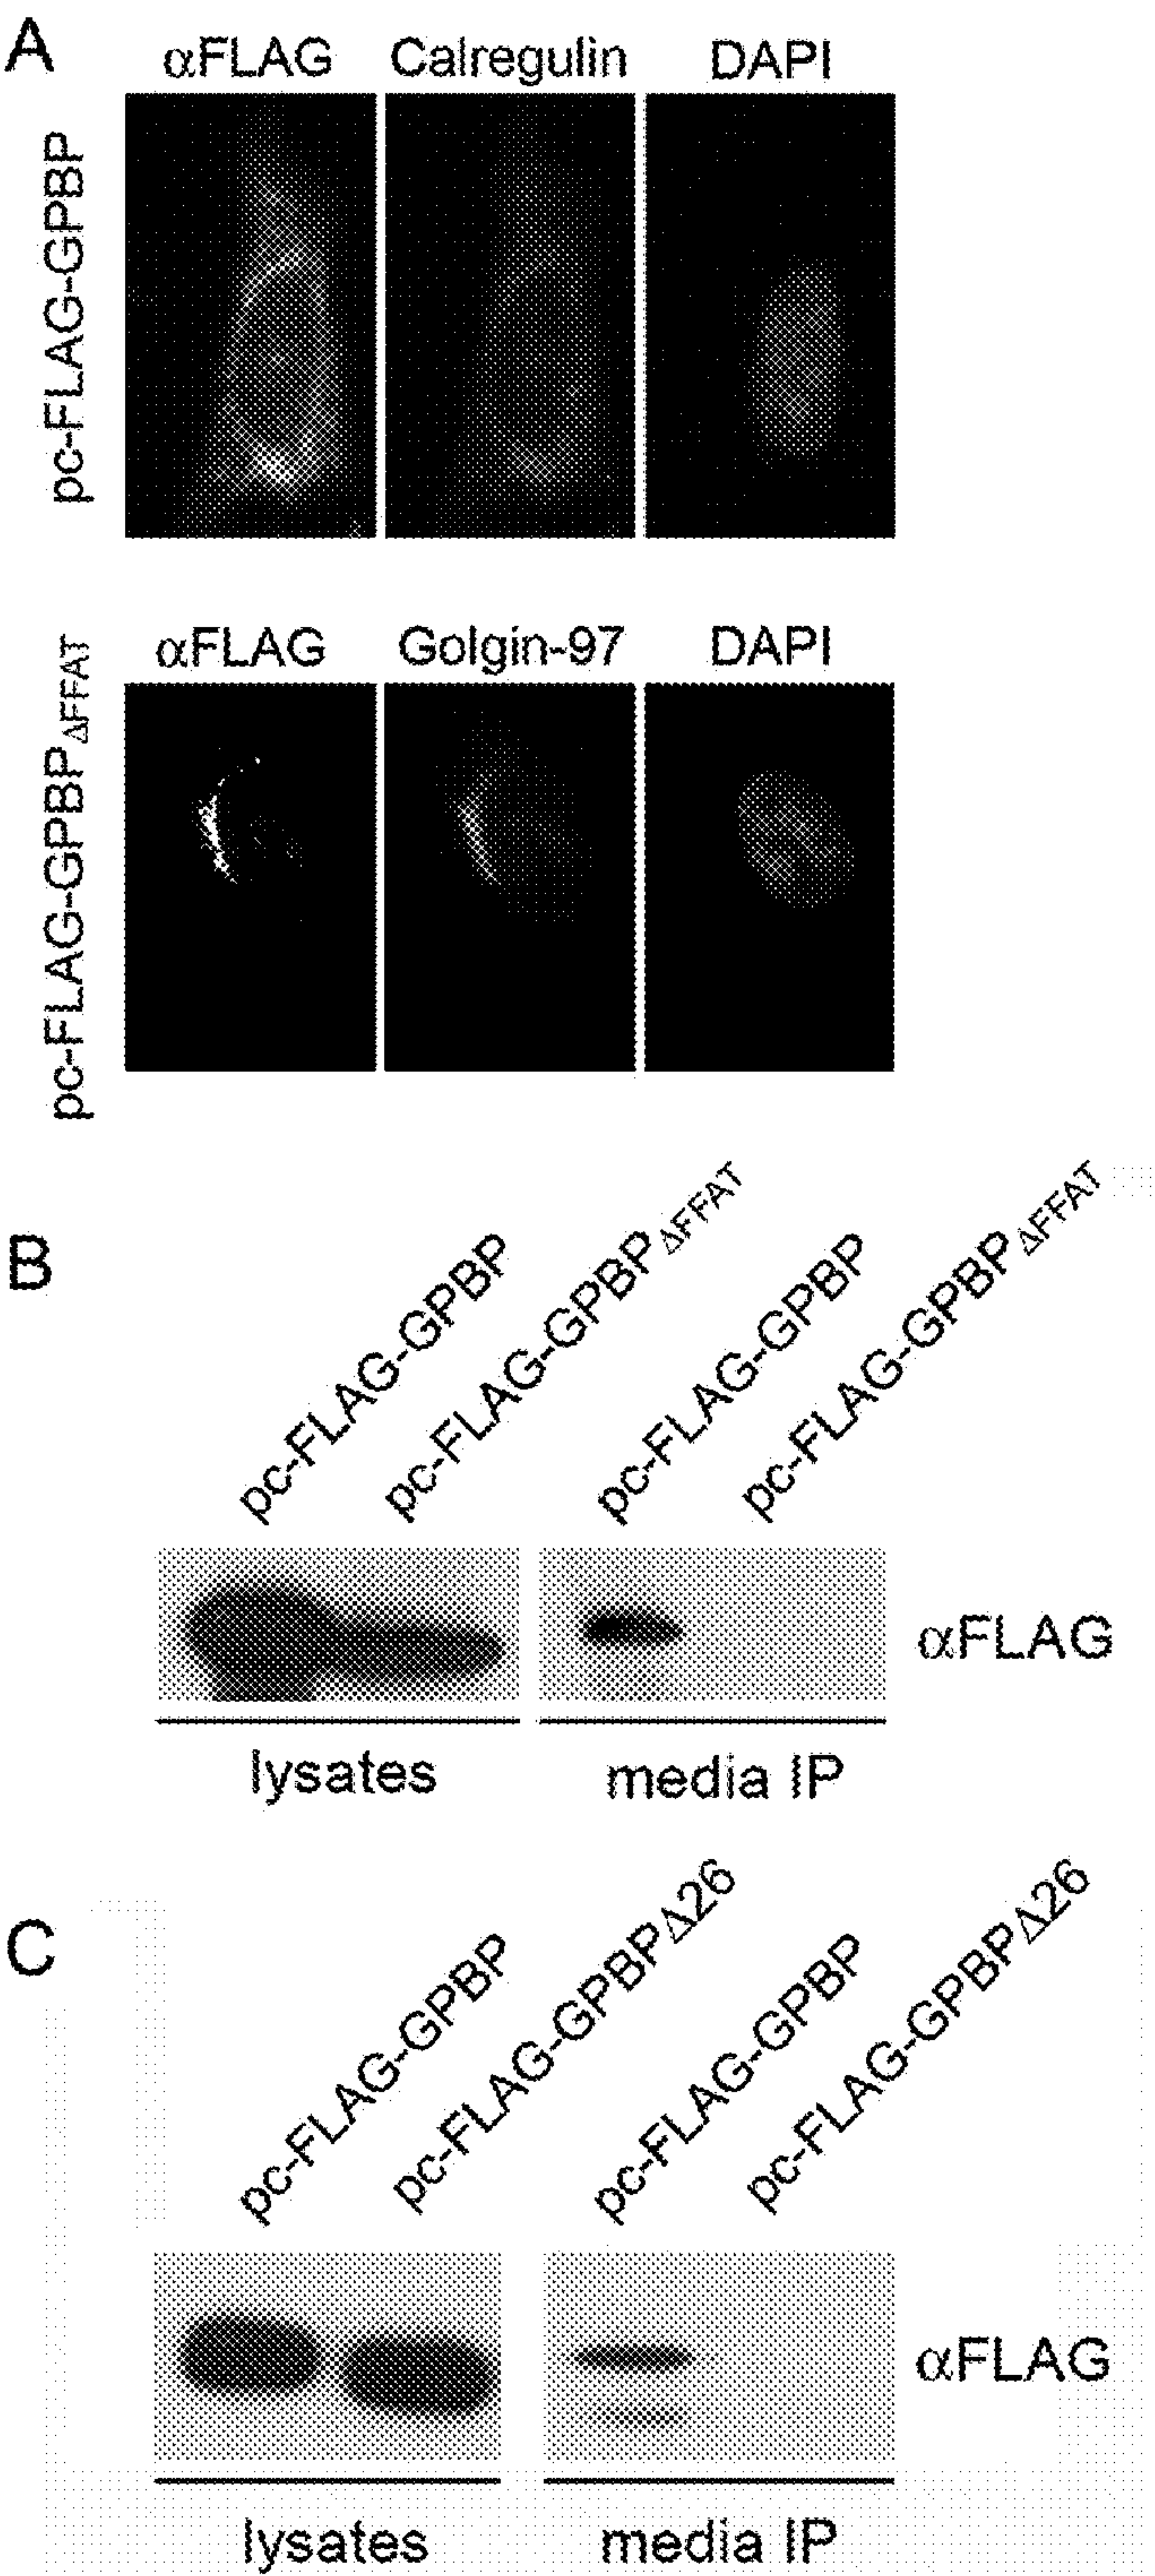 A
αFLAG Calregulin DAPI
pc-FLAG-GPBP
αFLAG Golgin-97 DAPI
pc-FLAG-GPBPΔFFAT
B
pc-FLAG-GPBP
pc-FLAG-GPBPΔFFAT
pc-FLAG-GPBP
pc-FLAG-GPBPΔFFAT
αFLAG
lysates media IP
C
pc-FLAG-GPBP
pc-FLAG-GPBPΔ26
pc-FLAG-GPBP
pc-FLAG-GPBPΔ26
αFLAG
lysates media IP